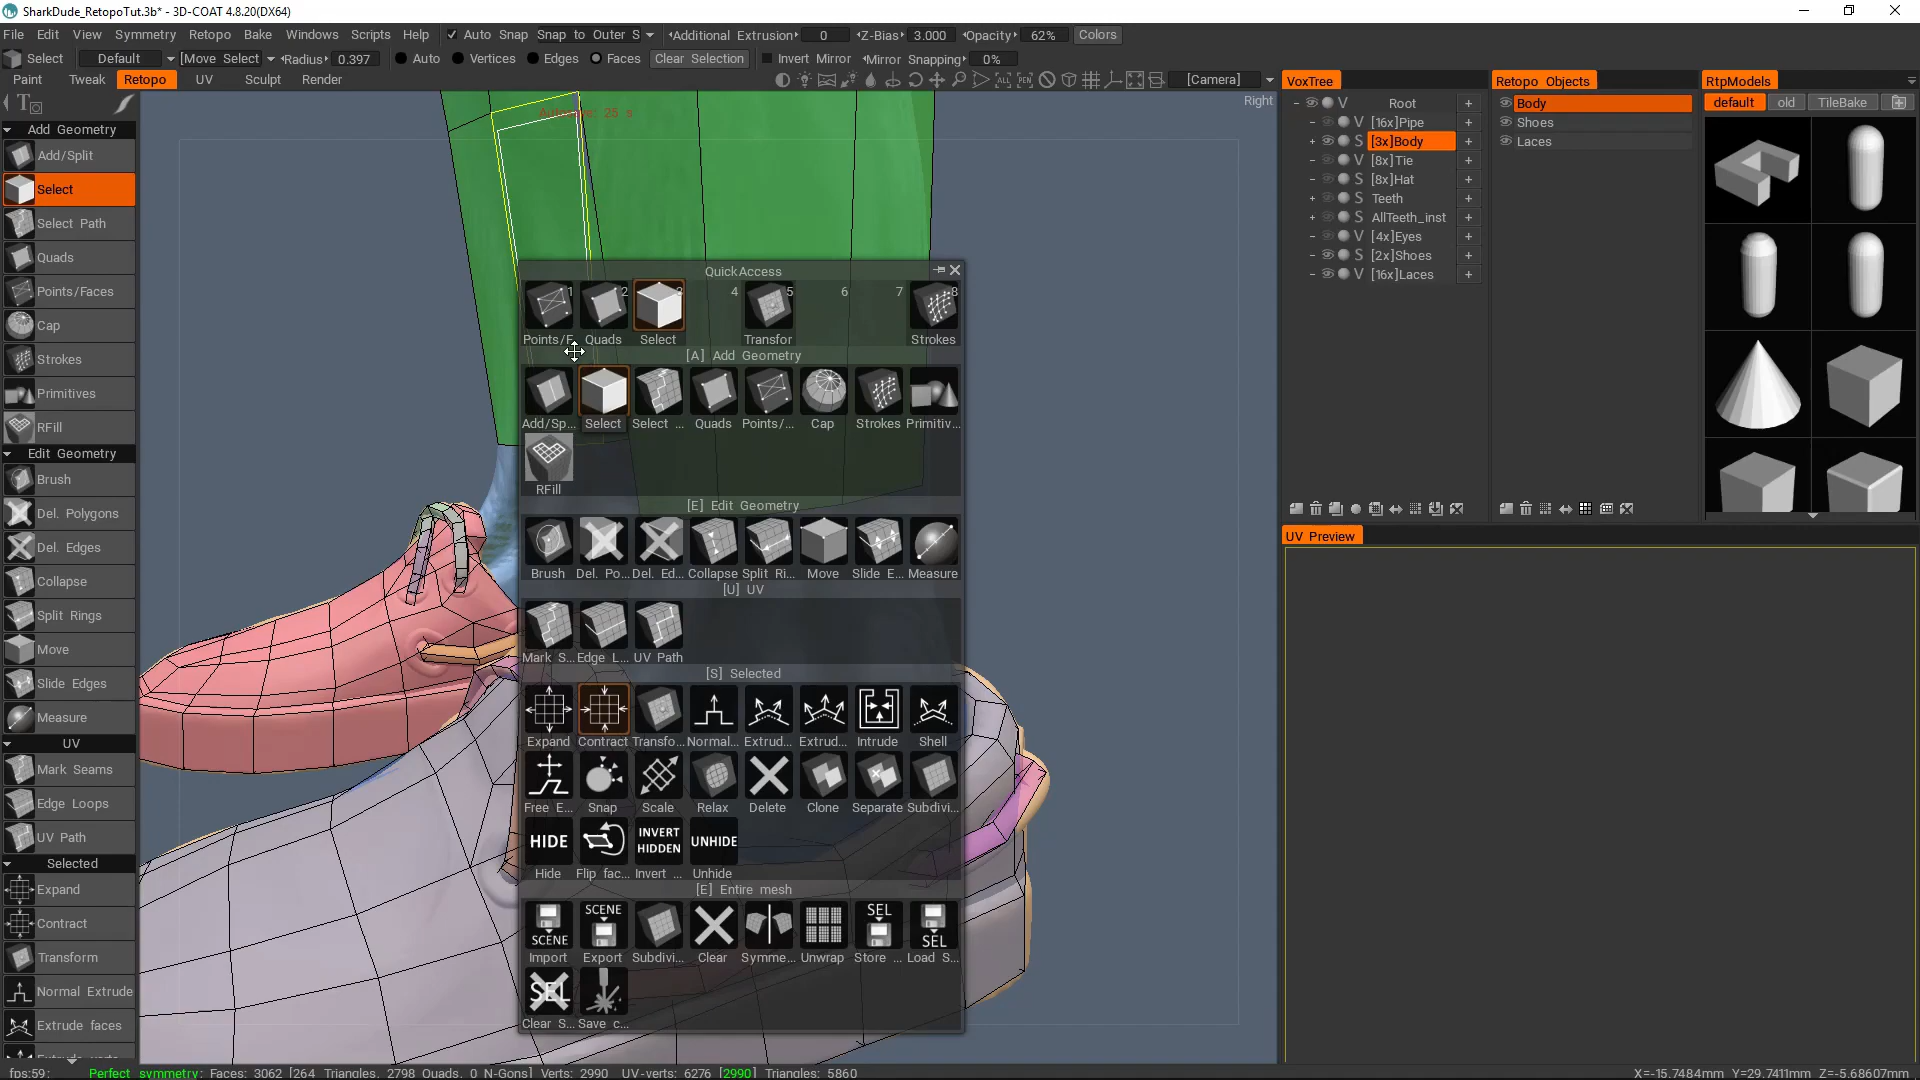 SharkDude_RetopoTut.3b* - 3D-COAT 4.8.20(DX64)
File Edit View Symmetry Retopo Bake Windows Scripts Help Auto Snap Snap to Outer S Additional Extrusion 0 Z-Bias 3.000 Opacity 62% Colors
Select Default [Move Select] Radius 0.397 Auto Vertices Edges Faces Clear Selection Invert Mirror Mirror Snapping 0%
Paint Tweak Retopo UV Sculpt Render [Camera]
Right
Autosave: 25 s
Add Geometry
Add/Split
Select
Select Path
Quads
Points/Faces
Cap
Strokes
Primitives
RFill
Edit Geometry
Brush
Del. Polygons
Del. Edges
Collapse
Split Rings
Move
Slide Edges
Measure
UV
Mark Seams
Edge Loops
UV Path
Selected
Expand
Contract
Transform
Normal Extrude
Extrude faces
QuickAccess
1 2 3 4 5 6 7 8
Points/F Quads Select Transfor Strokes
[A] Add Geometry
Add/Sp... Select Select ... Quads Points/... Cap Strokes Primitiv...
RFill
[E] Edit Geometry
Brush Del. Po... Del. Ed... Collapse Split Ri... Move Slide E... Measure
[U] UV
Mark S... Edge L... UV Path
[S] Selected
Expand Contract Transfo... Normal... Extrud... Extrud... Intrude Shell
Free E... Snap Scale Relax Delete Clone Separate Subdivi...
HIDE INVERT HIDDEN UNHIDE
Hide Flip fac... Invert ... Unhide
[E] Entire mesh
SCENE SCENE SEL SEL
Import Export Subdivi... Clear Symme... Unwrap Store ... Load S...
SEL
Clear S... Save c...
VoxTree
V Root +
V [16x]Pipe +
S [3x]Body +
V [8x]Tie +
S [8x]Hat +
S Teeth +
S AllTeeth_inst +
V [4x]Eyes +
S [2x]Shoes +
V [16x]Laces +
Retopo Objects
Body
Shoes
Laces
RtpModels
default old TileBake
UV Preview
fps:59: Perfect symmetry: Faces: 3062 [264 Triangles, 2798 Quads, 0 N-Gons] Verts: 2990 UV-verts: 6276 [2990] Triangles: 5860
X=-15.7484mm Y=29.7411mm Z=-5.68607mm